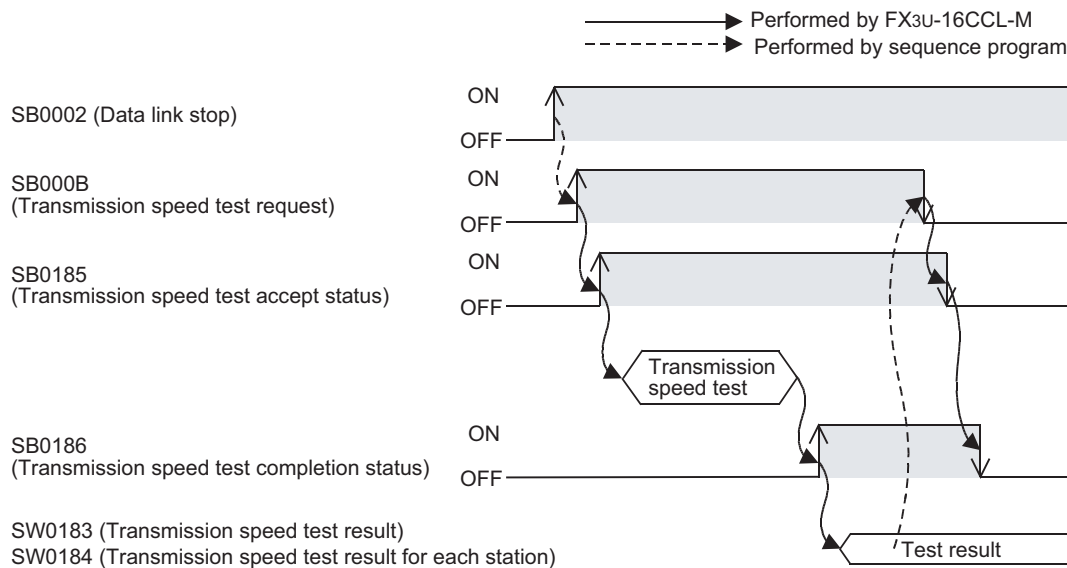 Performed by FX3U-16CCL-M
Performed by sequence program
SB0002 (Data link stop)
ON
OFF
SB000B
(Transmission speed test request)
ON
OFF
SB0185
(Transmission speed test accept status)
ON
OFF
Transmission
speed test
SB0186
(Transmission speed test completion status)
ON
OFF
SW0183 (Transmission speed test result)
SW0184 (Transmission speed test result for each station)
Test result